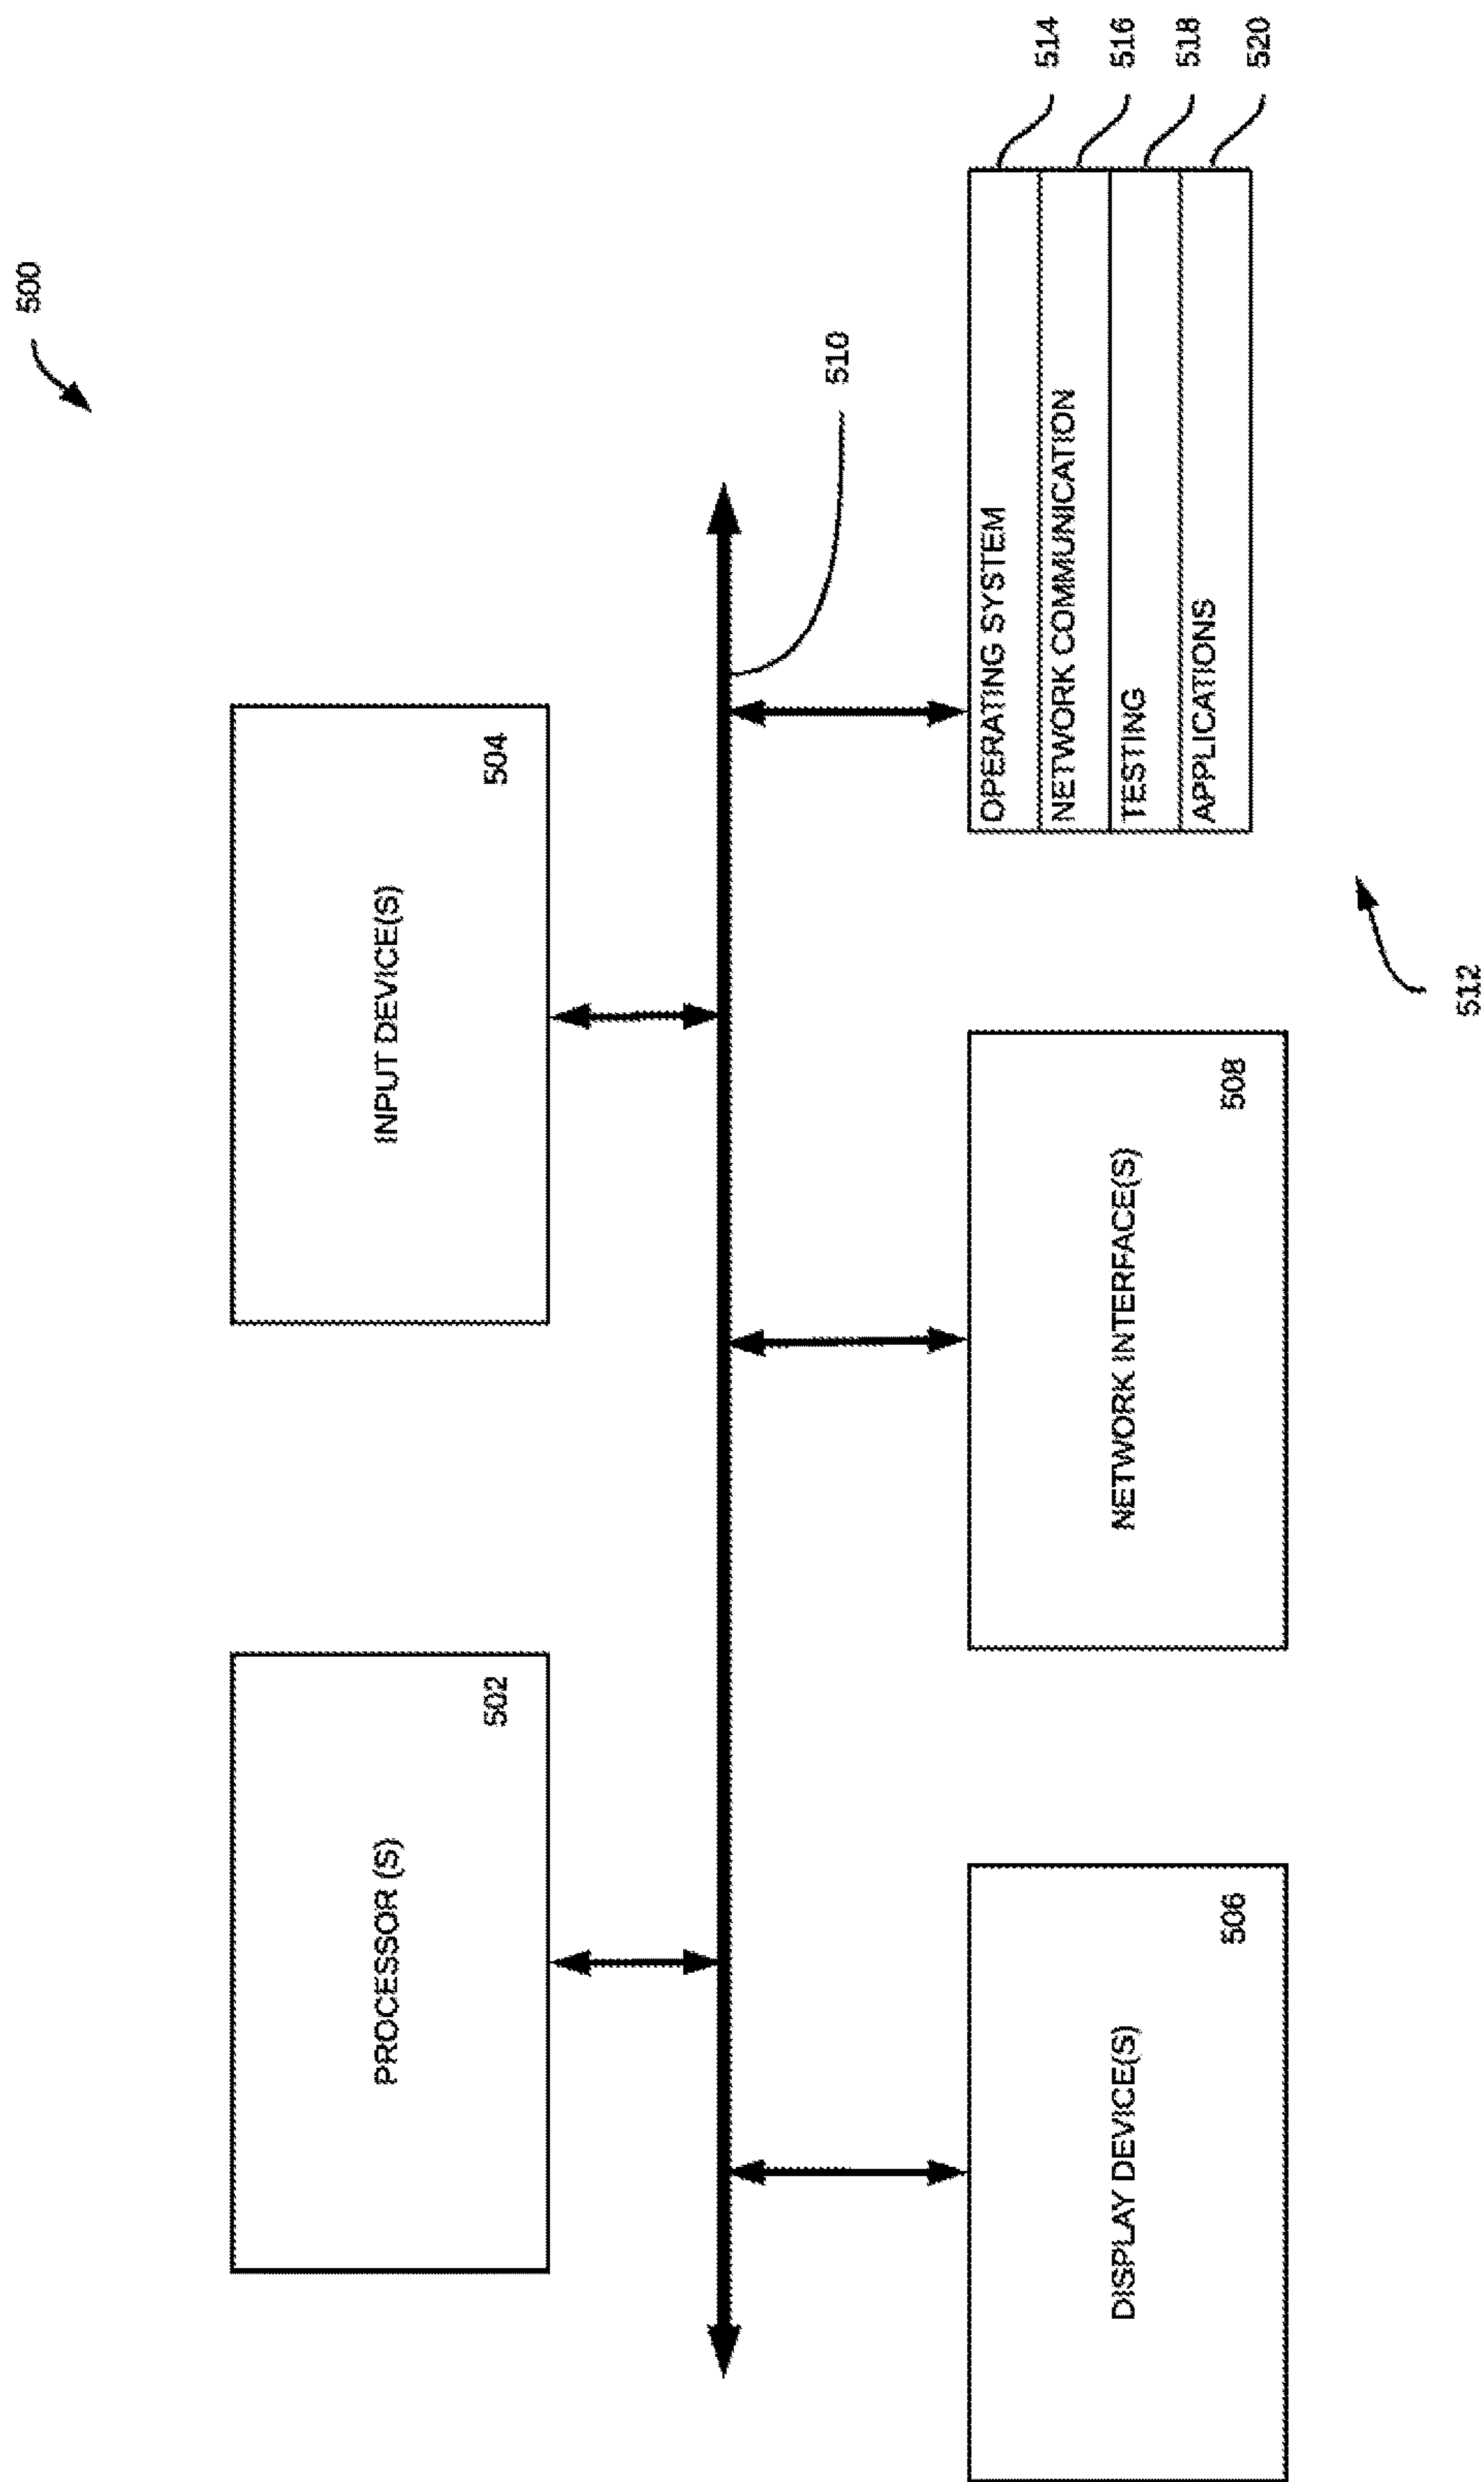 500
PROCESSOR (S)
502
INPUT DEVICE(S)
504
510
DISPLAY DEVICE(S)
506
NETWORK INTERFACE(S)
508
OPERATING SYSTEM
514
NETWORK COMMUNICATION
516
TESTING
518
APPLICATIONS
520
512